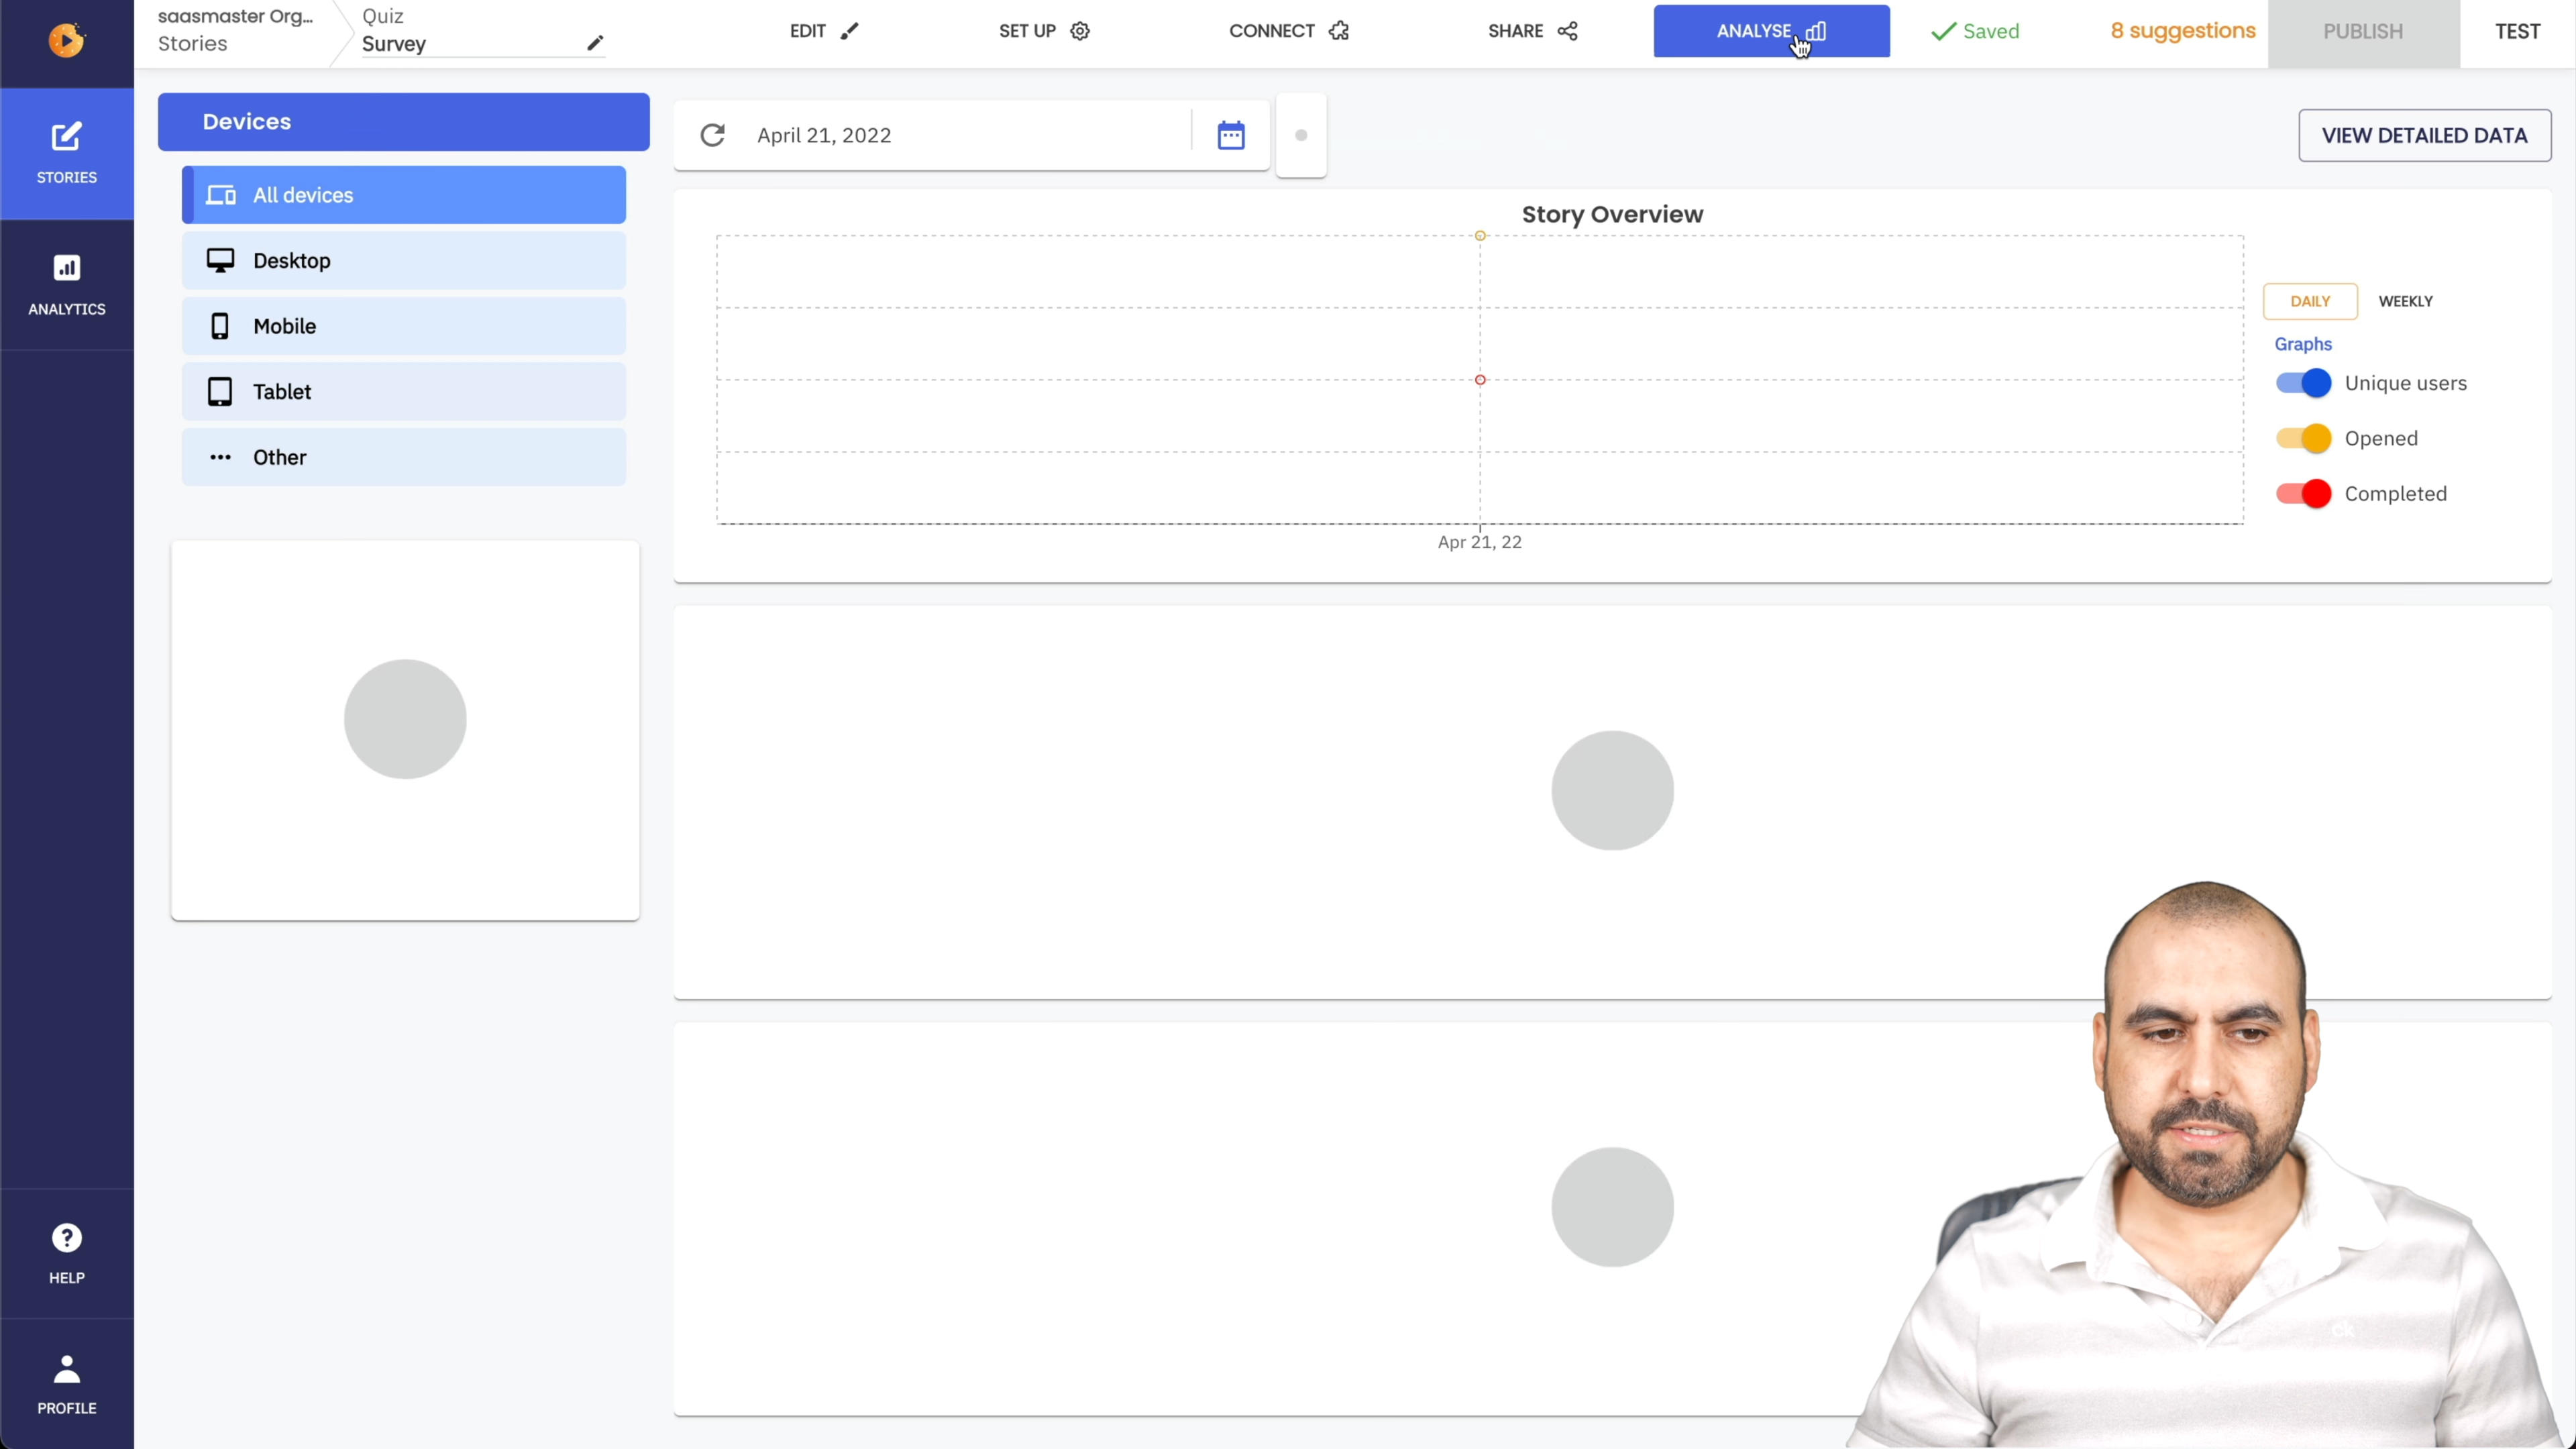 saasmaster Org...
Stories
Quiz
Survey
EDIT
SET UP
CONNECT
SHARE
ANALYSE
Saved
8 suggestions
PUBLISH
TEST
STORIES
ANALYTICS
HELP
PROFILE
Devices
All devices
Desktop
Mobile
Tablet
Other
April 21, 2022
VIEW DETAILED DATA
Story Overview
DAILY
WEEKLY
Graphs
Unique users
Opened
Completed
Apr 21, 22
ck